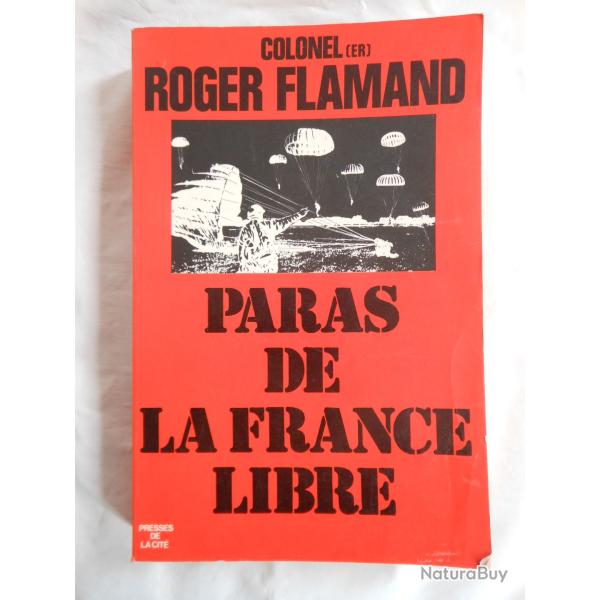 COLONEL (ER)
ROGER FLAMAND
PARAS
DE
LA FRANCE
LIBRE
PRESSES
DE
LA CITÉ
NaturaBuy